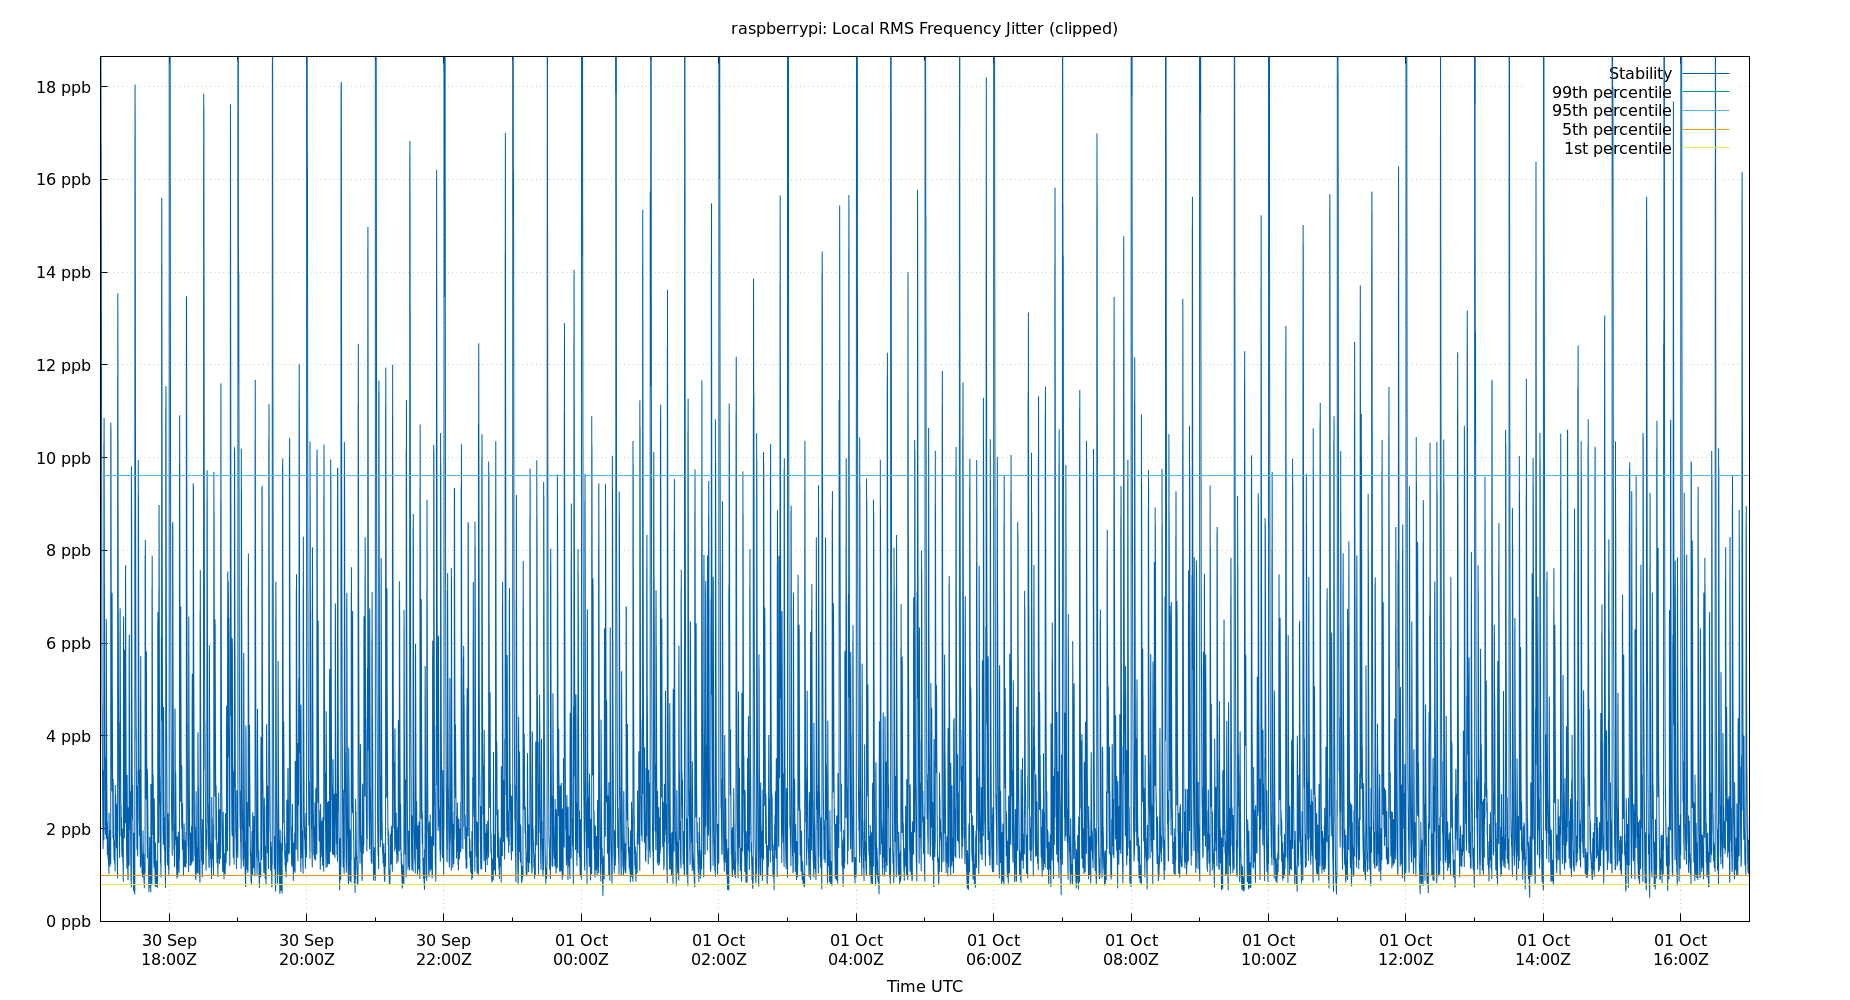 raspberrypi: Local RMS Frequency Jitter (clipped)
Stability
99th percentile
95th percentile
5th percentile
1st percentile
18 ppb
16 ppb
14 ppb
12 ppb
10 ppb
8 ppb
6 ppb
4 ppb
2 ppb
0 ppb
30 Sep 30 Sep 30 Sep 01 Oct 01 Oct 01 Oct 01 Oct 01 Oct 01 Oct 01 Oct 01 Oct 01 Oct
18:00Z 20:00Z 22:00Z 00:00Z 02:00Z 04:00Z 06:00Z 08:00Z 10:00Z 12:00Z 14:00Z 16:00Z
Time UTC